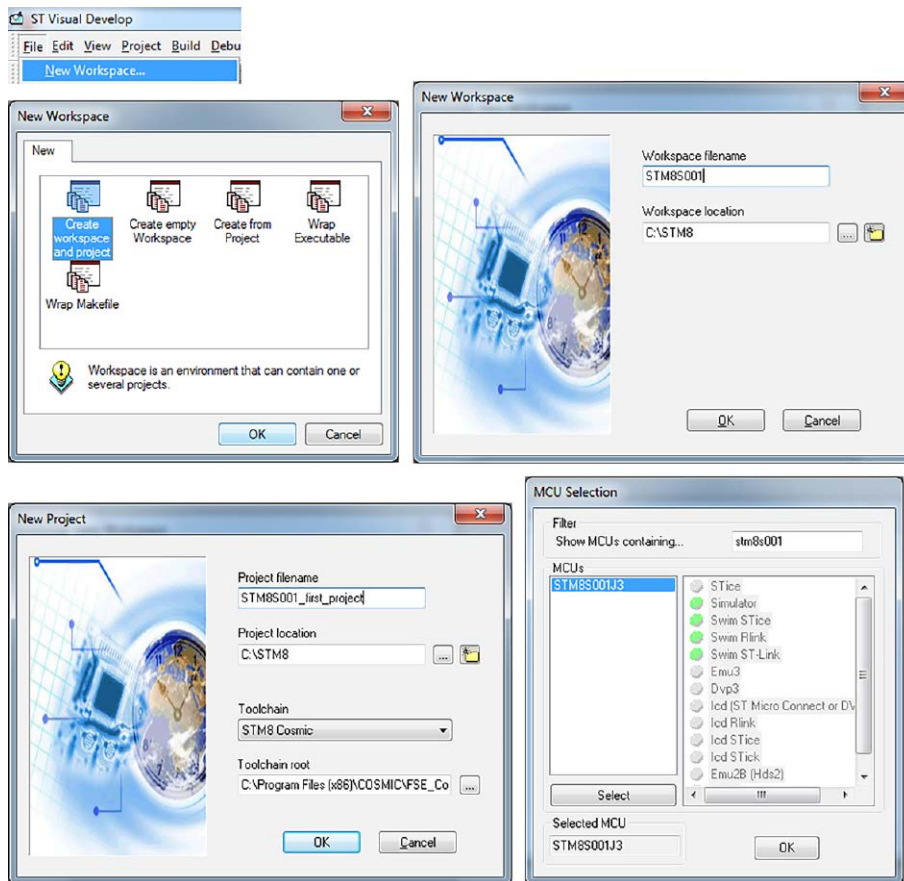 ST Visual Develop
File Edit View Project Build Debu
New Workspace...
New Workspace
New
Create
workspace
and project
Create empty
Workspace
Create from
Project
Wrap
Executable
Wrap Makefile
Workspace is an environment that can contain one or
several projects.
OK Cancel
New Workspace
Workspace filename
STM8S001
Workspace location
C:\STM8
...
OK Cancel
New Project
Project filename
STM8S001_first_project
Project location
C:\STM8
...
Toolchain
STM8 Cosmic
Toolchain root
C:\Program Files (x86)\COSMIC\FSE_Co
...
OK Cancel
MCU Selection
Filter
Show MCUs containing... stm8s001
MCUs
STM8S001J3
STice
Simulator
Swim STice
Swim Rlink
Swim ST-Link
Emu3
Dvp3
Icd (ST Micro Connect or DV
Icd Rlink
Icd STice
Icd STick
Emu2B (Hds2)
Select
Selected MCU
STM8S001J3
OK